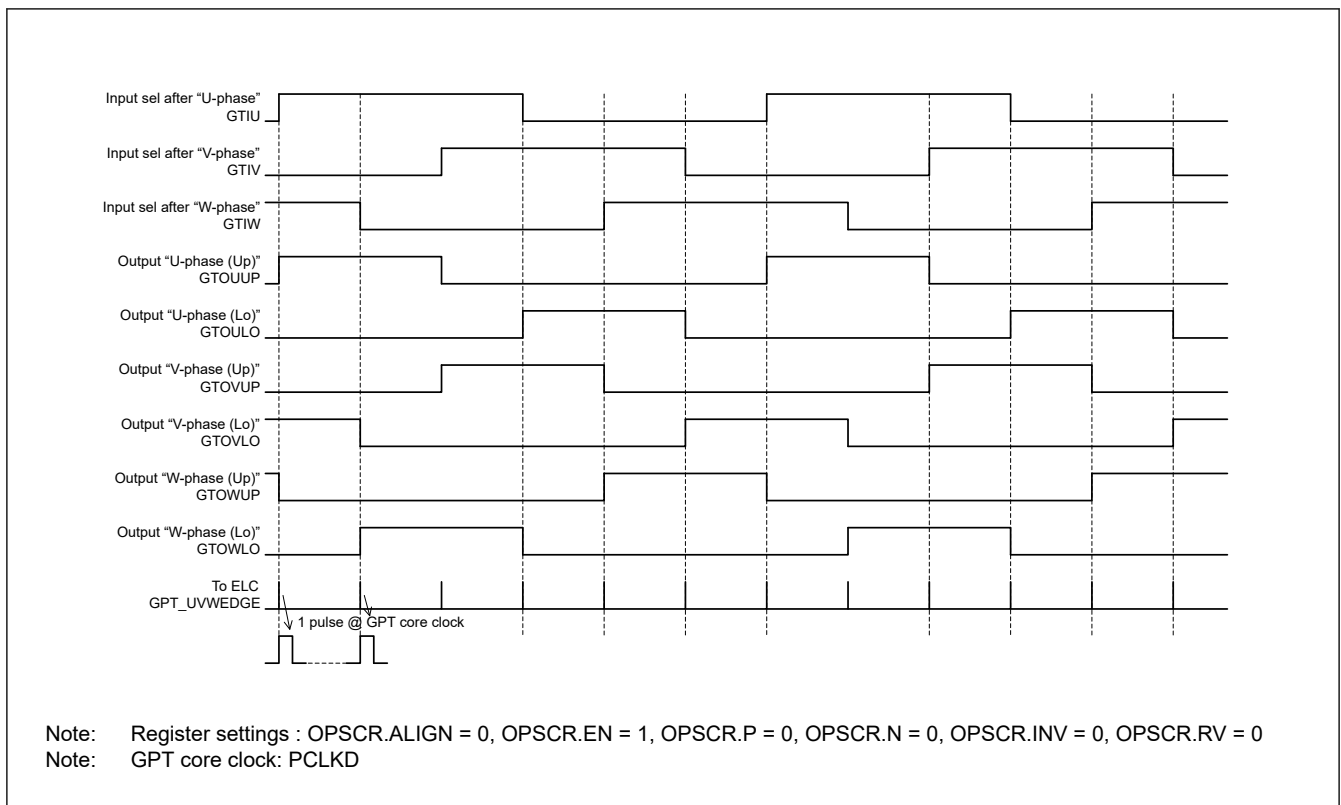 Input sel after “U-phase”
GTIU
Input sel after “V-phase”
GTIV
Input sel after “W-phase”
GTIW
Output “U-phase (Up)”
GTOUUP
Output “U-phase (Lo)”
GTOULO
Output “V-phase (Up)”
GTOVUP
Output “V-phase (Lo)”
GTOVLO
Output “W-phase (Up)”
GTOWUP
Output “W-phase (Lo)”
GTOWLO
To ELC
GPT_UVWEDGE
1 pulse @ GPT core clock
Note: Register settings : OPSCR.ALIGN = 0, OPSCR.EN = 1, OPSCR.P = 0, OPSCR.N = 0, OPSCR.INV = 0, OPSCR.RV = 0
Note: GPT core clock: PCLKD